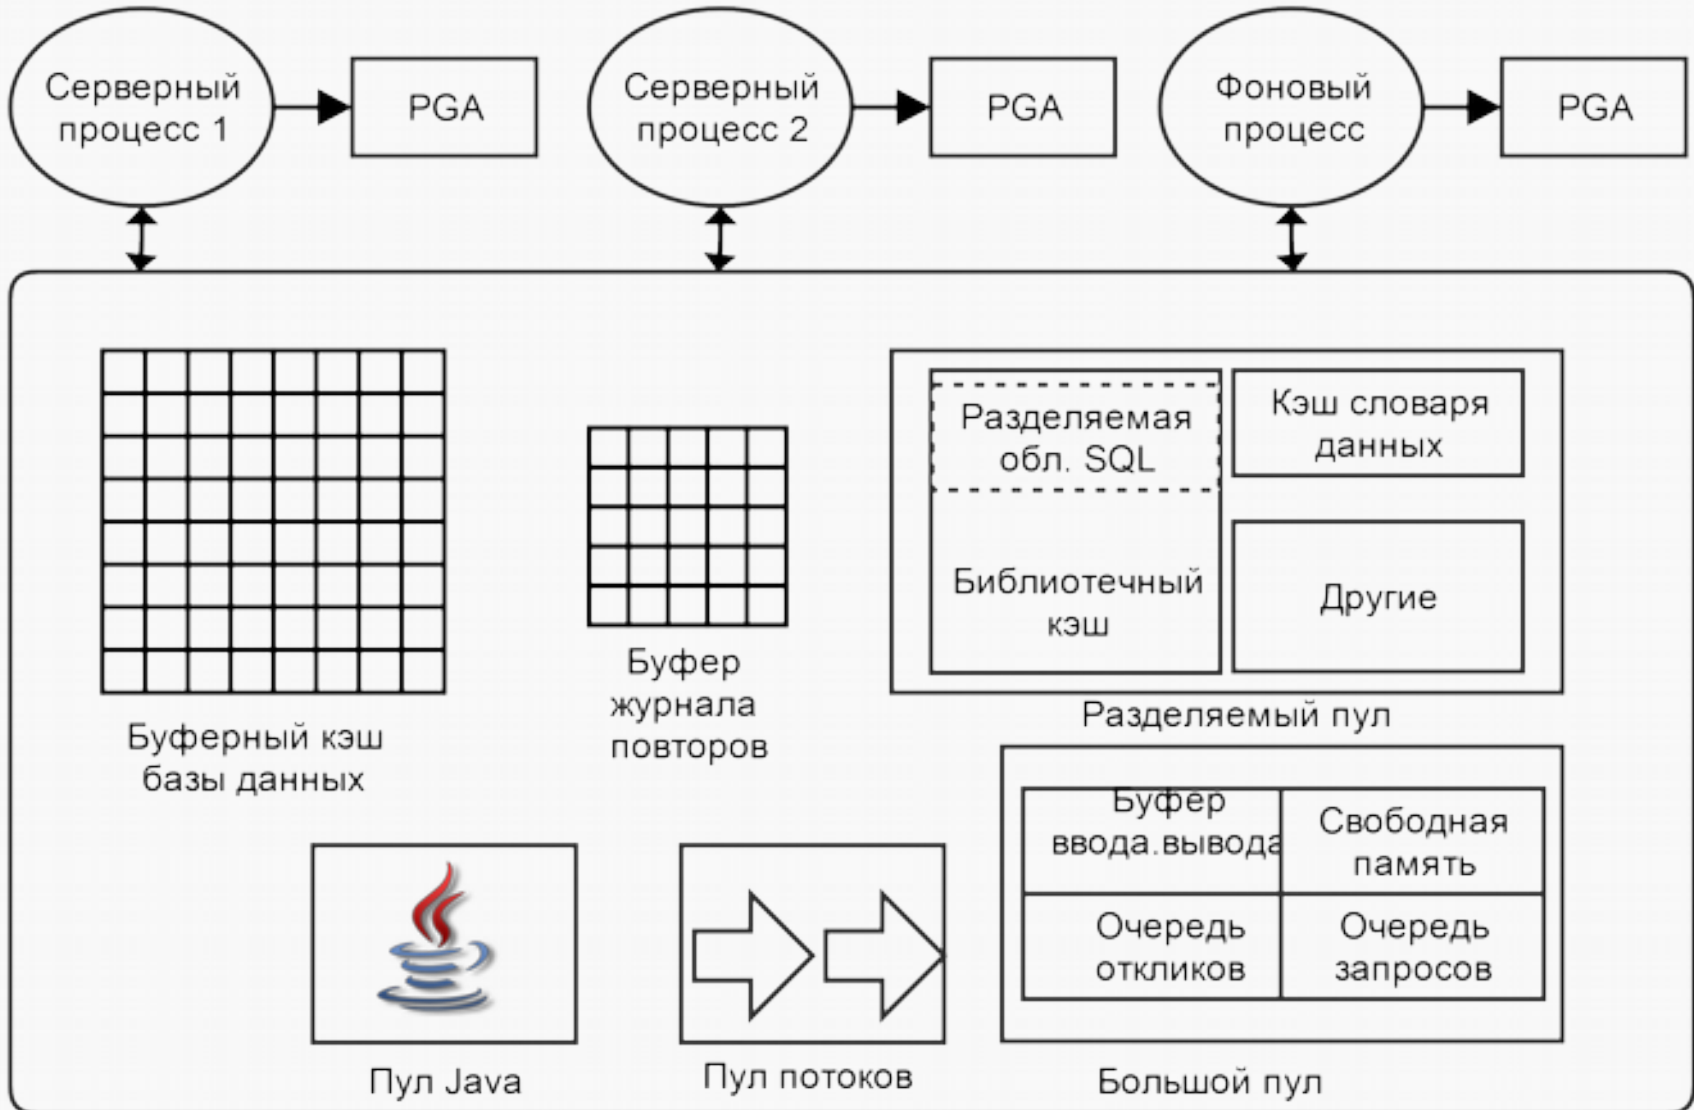 Серверный
процесс 1
PGA
Серверный
процесс 2
PGA
Фоновый
процесс
PGA
Буферный кэш
базы данных
Буфер
журнала
повторов
Разделяемая
обл. SQL
Библиотечный
кэш
Кэш словаря
данных
Другие
Разделяемый пул
Буфер
ввода.вывода
Свободная
память
Очередь
откликов
Очередь
запросов
Пул Java
Пул потоков
Большой пул